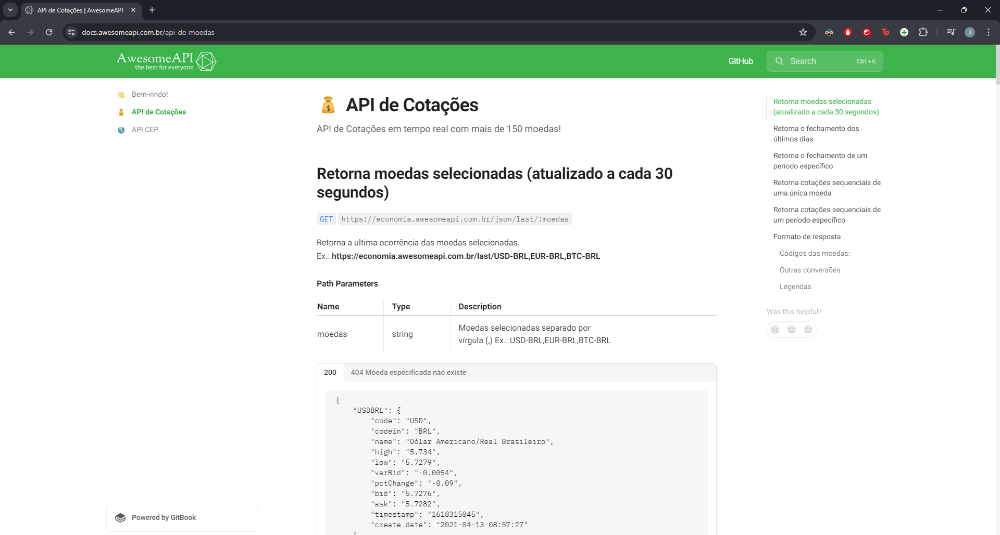 API de Cotações | AwesomeAPI
docs.awesomeapi.com.br/api-de-moedas
Tp
J
AwesomeAPI
the best for everyone
GitHub
Search
Ctrl + K
Bem-vindo!
API de Cotações
API CEP
API de Cotações
API de Cotações em tempo real com mais de 150 moedas!
Retorna moedas selecionadas (atualizado a cada 30
segundos)
GET https://economia.awesomeapi.com.br/json/last/:moedas
Retorna a ultima ocorrência das moedas selecionadas.
Ex.: https://economia.awesomeapi.com.br/last/USD-BRL,EUR-BRL,BTC-BRL
Path Parameters
Name Type Description
moedas string Moedas selecionadas separado por
vírgula (,) Ex.: USD-BRL,EUR-BRL,BTC-BRL
200 404 Moeda especificada não existe
{
"USDBRL": {
"code": "USD",
"codein": "BRL",
"name": "Dólar Americano/Real Brasileiro",
"high": "5.734",
"low": "5.7279",
"varBid": "-0.0054",
"pctChange": "-0.09",
"bid": "5.7276",
"ask": "5.7282",
"timestamp": "1618315045",
"create_date": "2021-04-13 08:57:27"
}
Retorna moedas selecionadas
(atualizado a cada 30 segundos)
Retorna o fechamento dos
últimos dias
Retorna o fechamento de um
período específico
Retorna cotações sequenciais de
uma única moeda
Retorna cotações sequenciais de
um período específico
Formato de resposta
Códigos das moedas:
Outras conversões
Legendas
Was this helpful?
Powered by GitBook